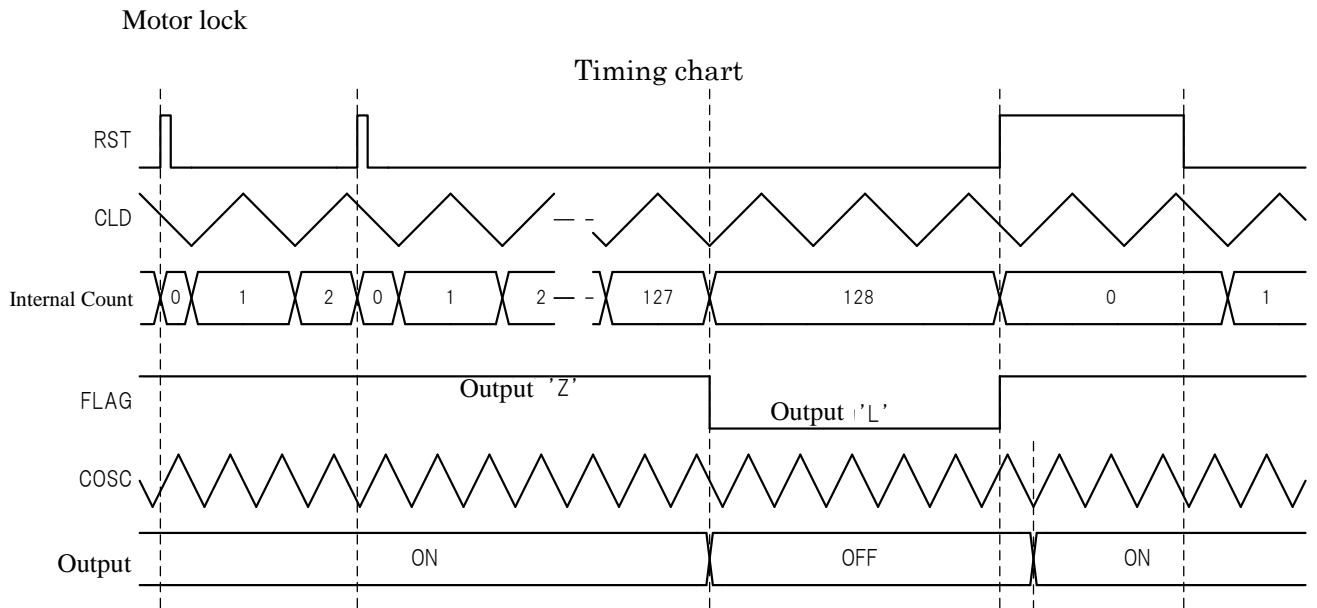 Motor lock
Timing chart
RST
CLD
Internal Count 0 1 2 0 1 2 127 128 0 1
FLAG Output 'Z' Output 'L'
COSC
Output ON OFF ON